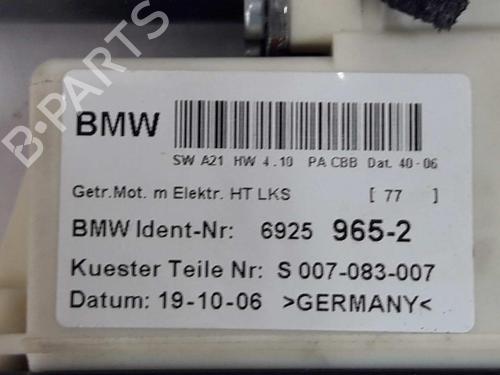 BMW
SW A21 HW 4.10 PA CBB Dat. 40-06
Getr.Mot. m Elektr. HT LKS [ 77 ]
BMW Ident-Nr: 6925 965-2
Kuester Teile Nr: S 007-083-007
Datum: 19-10-06 >GERMANY<
B-PARTS